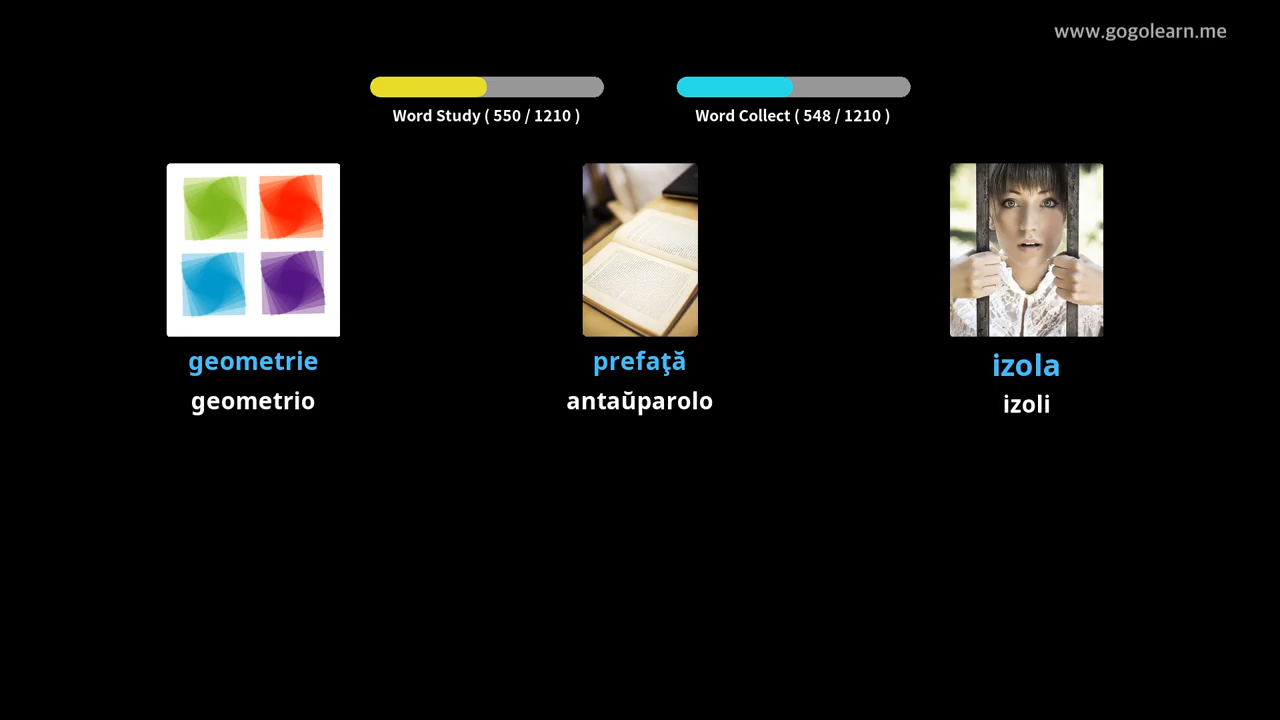 www.gogolearn.me
Word Study ( 550 / 1210 )
Word Collect ( 548 / 1210 )
geometrie
geometrio
prefaţă
antaŭparolo
izola
izoli